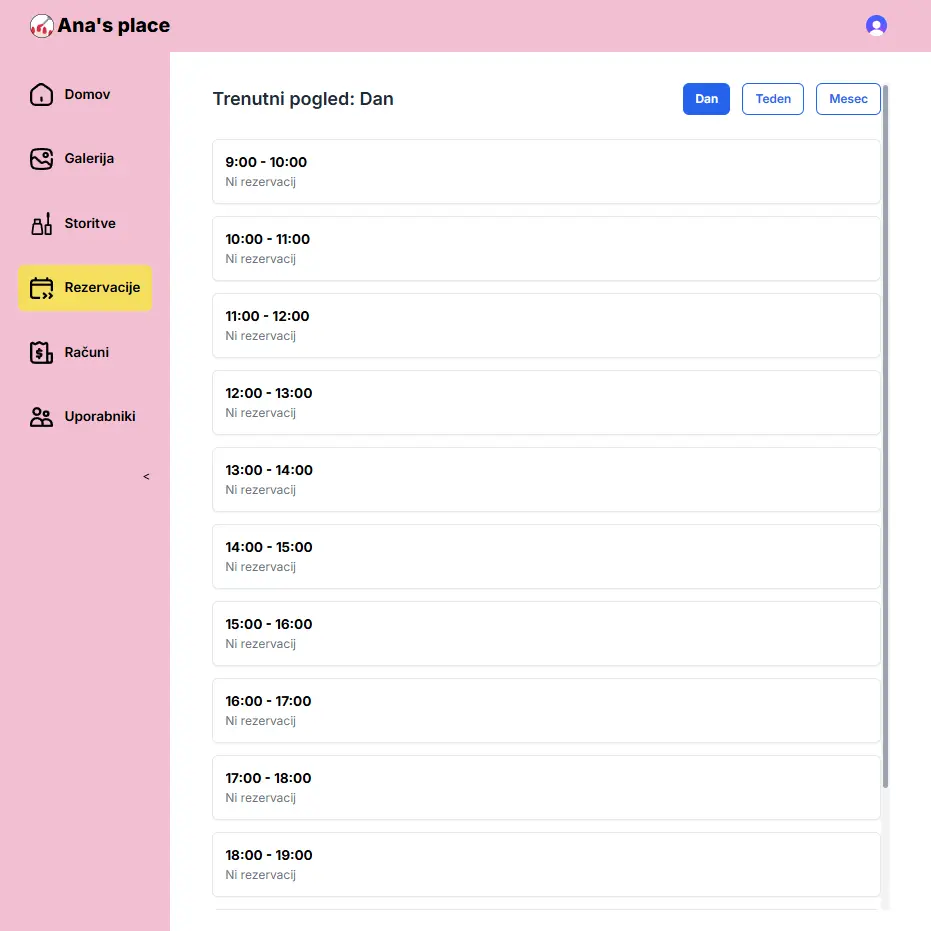 Ana's place
Domov
Galerija
Storitve
Rezervacije
Računi
Uporabniki
<
Trenutni pogled: Dan
Dan
Teden
Mesec
9:00 - 10:00
Ni rezervacij
10:00 - 11:00
Ni rezervacij
11:00 - 12:00
Ni rezervacij
12:00 - 13:00
Ni rezervacij
13:00 - 14:00
Ni rezervacij
14:00 - 15:00
Ni rezervacij
15:00 - 16:00
Ni rezervacij
16:00 - 17:00
Ni rezervacij
17:00 - 18:00
Ni rezervacij
18:00 - 19:00
Ni rezervacij